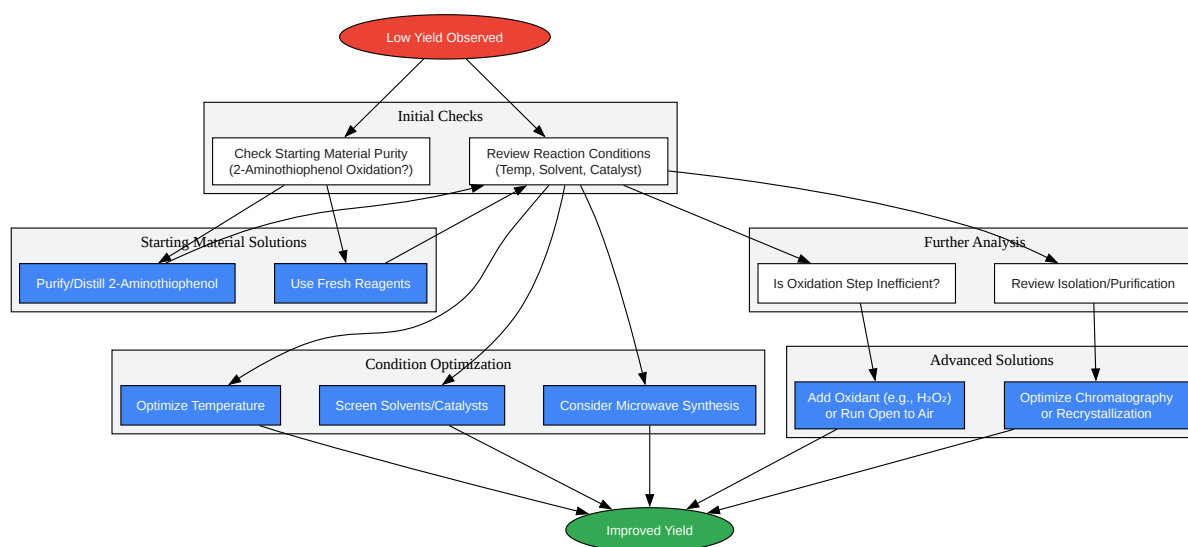 Low Yield Observed
Initial Checks
Check Starting Material Purity
(2-Aminothiophenol Oxidation?)
Review Reaction Conditions
(Temp, Solvent, Catalyst)
Starting Material Solutions
Purify/Distill 2-Aminothiophenol
Use Fresh Reagents
Further Analysis
Is Oxidation Step Inefficient?
Review Isolation/Purification
Condition Optimization
Optimize Temperature
Screen Solvents/Catalysts
Consider Microwave Synthesis
Advanced Solutions
Add Oxidant (e.g., H₂O₂)
or Run Open to Air
Optimize Chromatography
or Recrystallization
Improved Yield